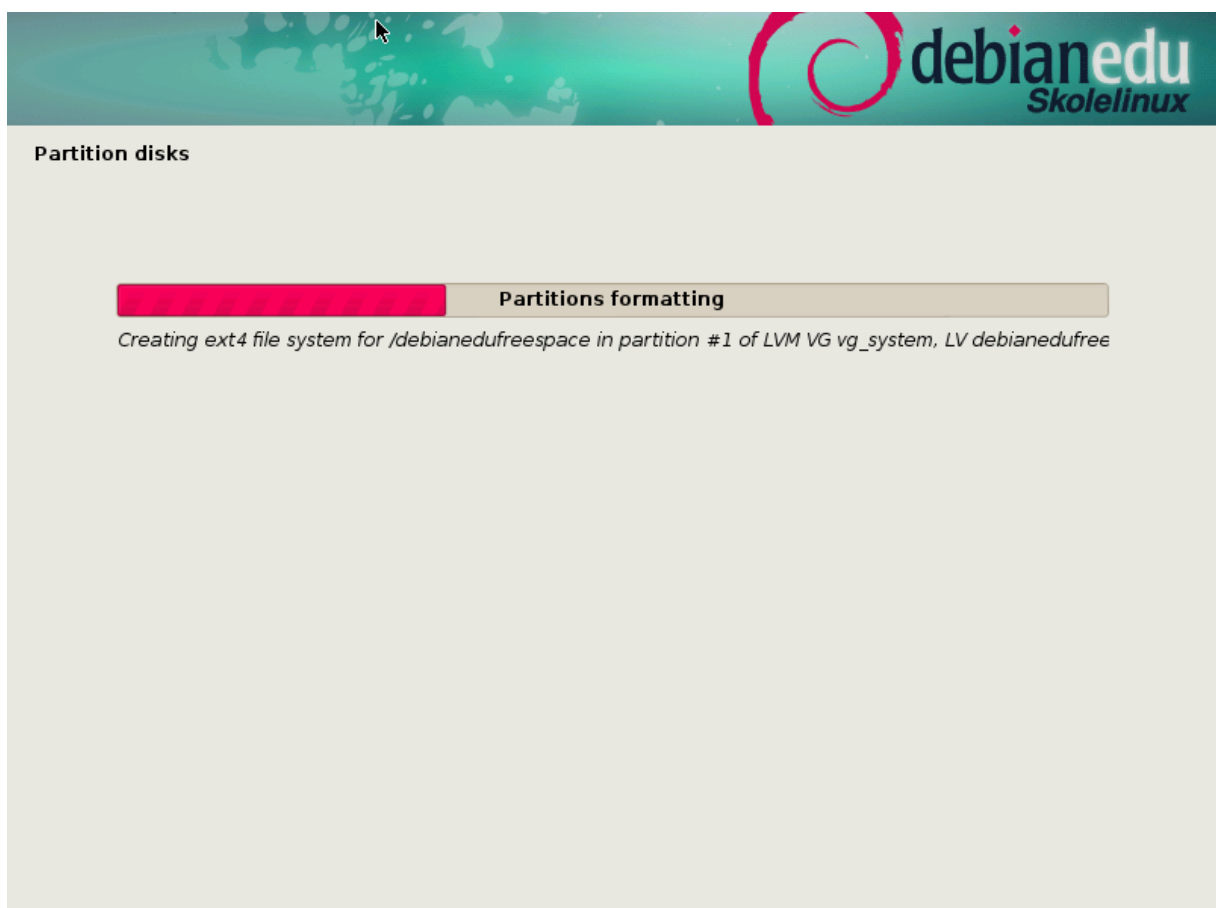 debianedu
Skolelinux
Partition disks
Partitions formatting
Creating ext4 file system for /debianedufreespace in partition #1 of LVM VG vg_system, LV debianedufree